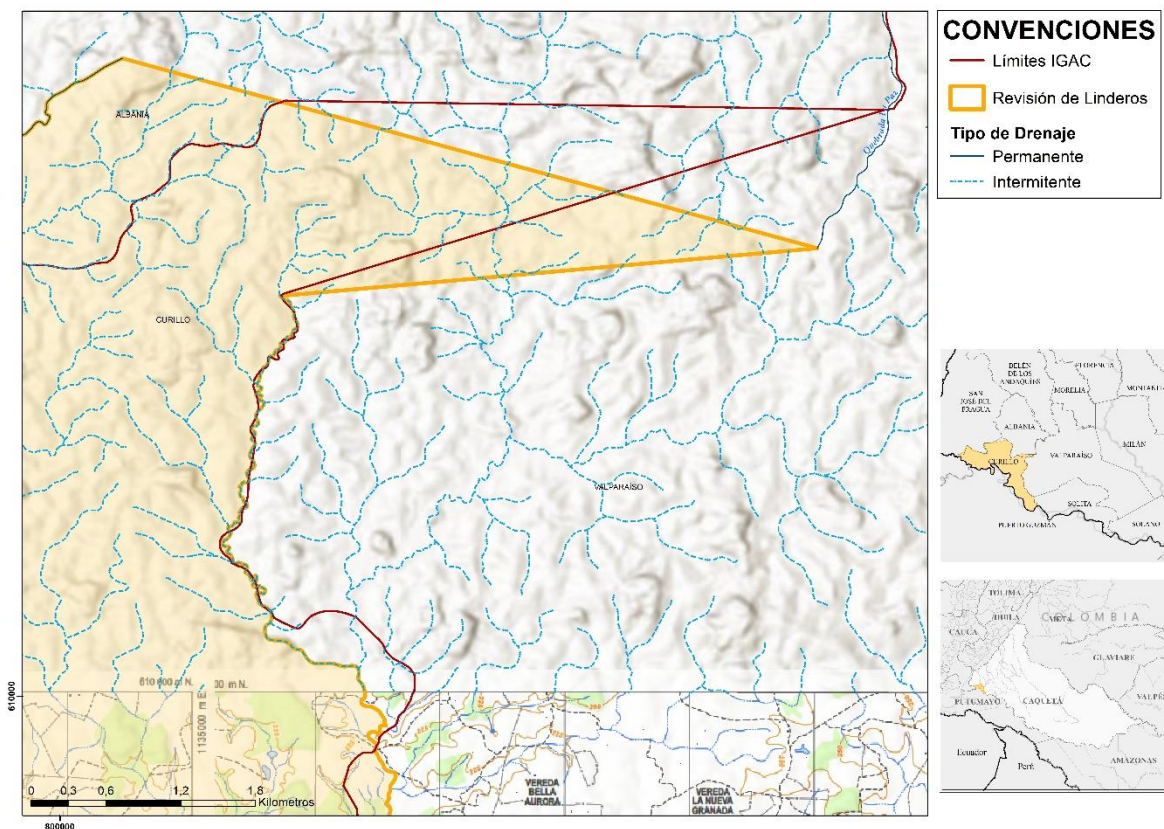 CONVENCIONES
Límites IGAC
Revisión de Linderos
Tipo de Drenaje
Permanente
Intermitente
ALBANIA
Quebrada La Paz
CURILLO
VALPARAÍSO
610000
1135000 m E
VEREDA
BELLA
AURORA
VEREDA
LA NUEVA
GRANADA
0 0.3 0.6 1.2 1.8
Kilometros
800000
BELÉN
DE LOS
ANDAQUÍES
FLORENCIA
MORELIA
SAN
JOSÉ DEL
FRAGUA
ALBANIA
MILÁN
CURILLO
VALPARAÍSO
SOLITA
PUERTO GUZMÁN
SOLANO
TOLIMA
HUILA
META
COLOMBIA
CAUCA
GUAVIARE
PUTUMAYO
CAQUETÁ
AMAZONAS
Ecuador
Perú